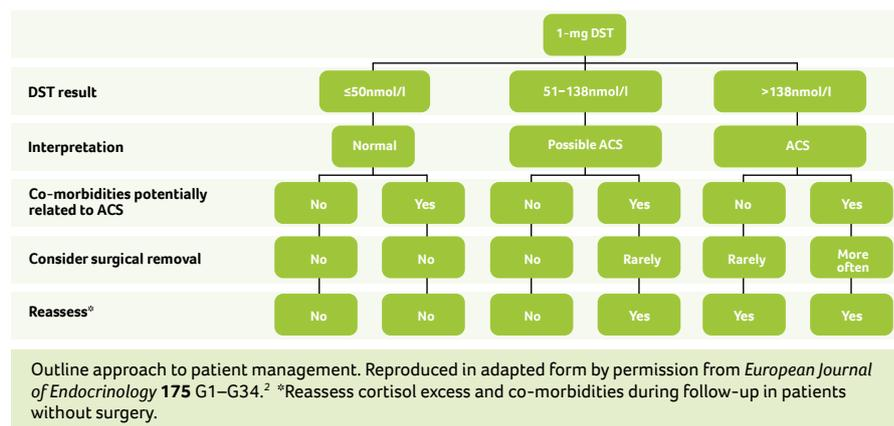 1-mg DST
DST result
≤50nmol/l
51–138nmol/l
>138nmol/l
Interpretation
Normal
Possible ACS
ACS
Co-morbidities potentially
related to ACS
No
Yes
No
Yes
No
Yes
Consider surgical removal
No
No
No
Rarely
Rarely
More
often
Reassess*
No
No
No
Yes
Yes
Yes
Outline approach to patient management. Reproduced in adapted form by permission from European Journal
of Endocrinology 175 G1–G34.² *Reassess cortisol excess and co-morbidities during follow-up in patients
without surgery.